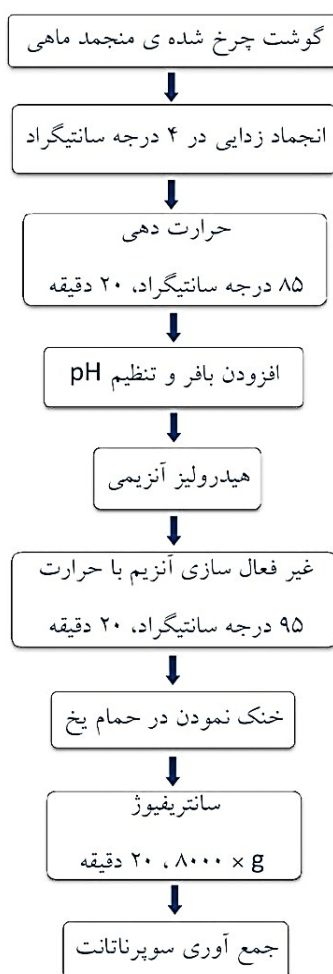 گوشت چرخ شده ی منجمد ماهی
انجماد زدایی در ۴ درجه سانتیگراد
حرارت دهی
۸۵ درجه سانتیگراد، ۲۰ دقیقه
افزودن بافر و تنظیم pH
هیدرولیز آنزیمی
غیر فعال سازی آنزیم با حرارت
۹۵ درجه سانتیگراد، ۲۰ دقیقه
خنک نمودن در حمام یخ
سانتریفیوژ
۸۰۰۰ × g ، ۲۰ دقیقه
جمع آوری سوپرناتانت